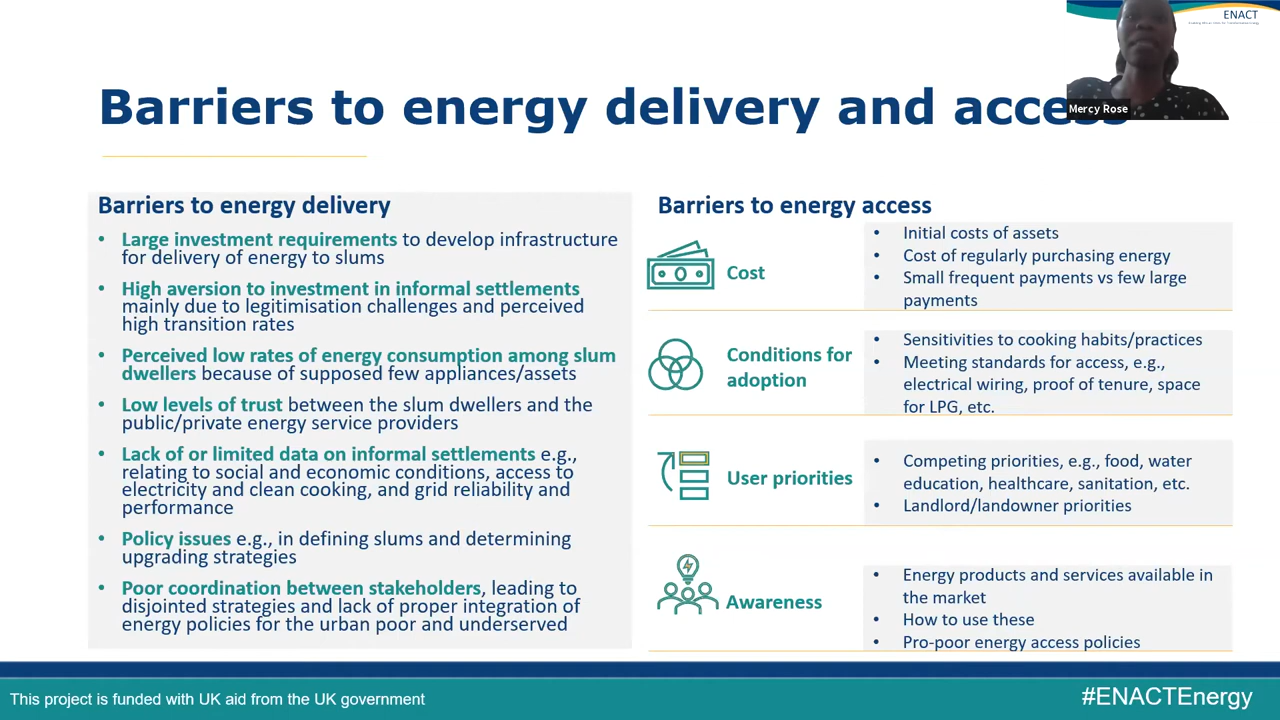 ENACT
Mercy Rose
Barriers to energy delivery and access
Barriers to energy delivery
• Large investment requirements to develop infrastructure
for delivery of energy to slums
• High aversion to investment in informal settlements
mainly due to legitimisation challenges and perceived
high transition rates
• Perceived low rates of energy consumption among slum
dwellers because of supposed few appliances/assets
• Low levels of trust between the slum dwellers and the
public/private energy service providers
• Lack of or limited data on informal settlements e.g.,
relating to social and economic conditions, access to
electricity and clean cooking, and grid reliability and
performance
• Policy issues e.g., in defining slums and determining
upgrading strategies
• Poor coordination between stakeholders, leading to
disjointed strategies and lack of proper integration of
energy policies for the urban poor and underserved
Barriers to energy access
Cost
• Initial costs of assets
• Cost of regularly purchasing energy
• Small frequent payments vs few large
payments
Conditions for
adoption
• Sensitivities to cooking habits/practices
• Meeting standards for access, e.g.,
electrical wiring, proof of tenure, space
for LPG, etc.
User priorities
• Competing priorities, e.g., food, water
education, healthcare, sanitation, etc.
• Landlord/landowner priorities
Awareness
• Energy products and services available in
the market
• How to use these
• Pro-poor energy access policies
This project is funded with UK aid from the UK government
#ENACTEnergy